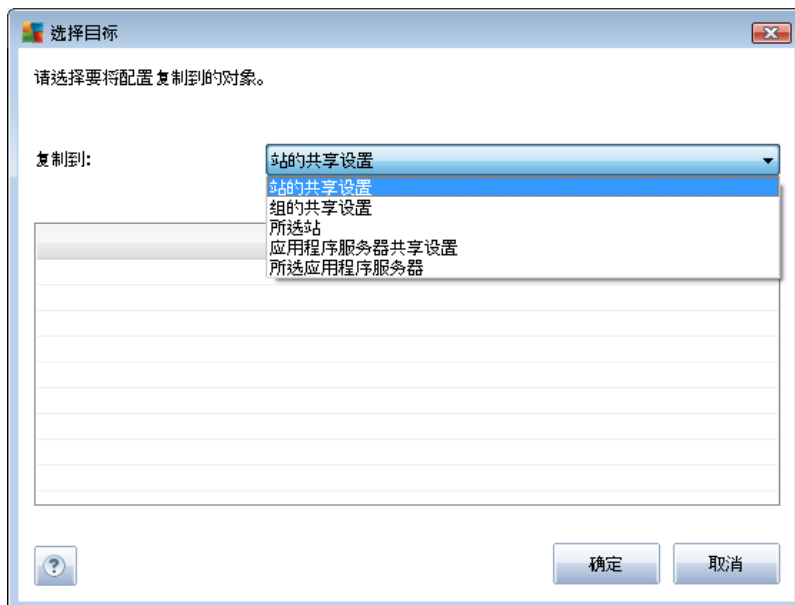 选择目标
请选择要将配置复制到的对象。
复制到: 站的共享设置
站的共享设置
组的共享设置
所选站
应用程序服务器共享设置
所选应用程序服务器
? 确定 取消